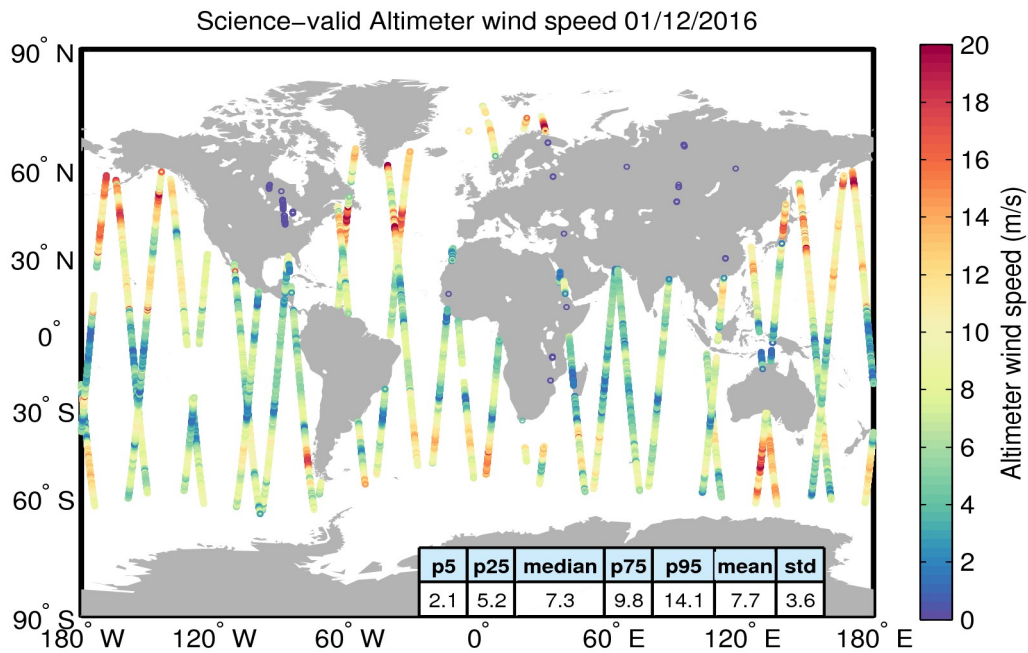 Science−valid Altimeter wind speed 01/12/2016
90° N
60° N
30° N
0°
30° S
60° S
90° S
180° W
120° W
60° W
0°
60° E
120° E
180° E
p5 p25 median p75 p95 mean std
2.1 5.2 7.3 9.8 14.1 7.7 3.6
20
18
16
14
12
10
8
6
4
2
0
Altimeter wind speed (m/s)